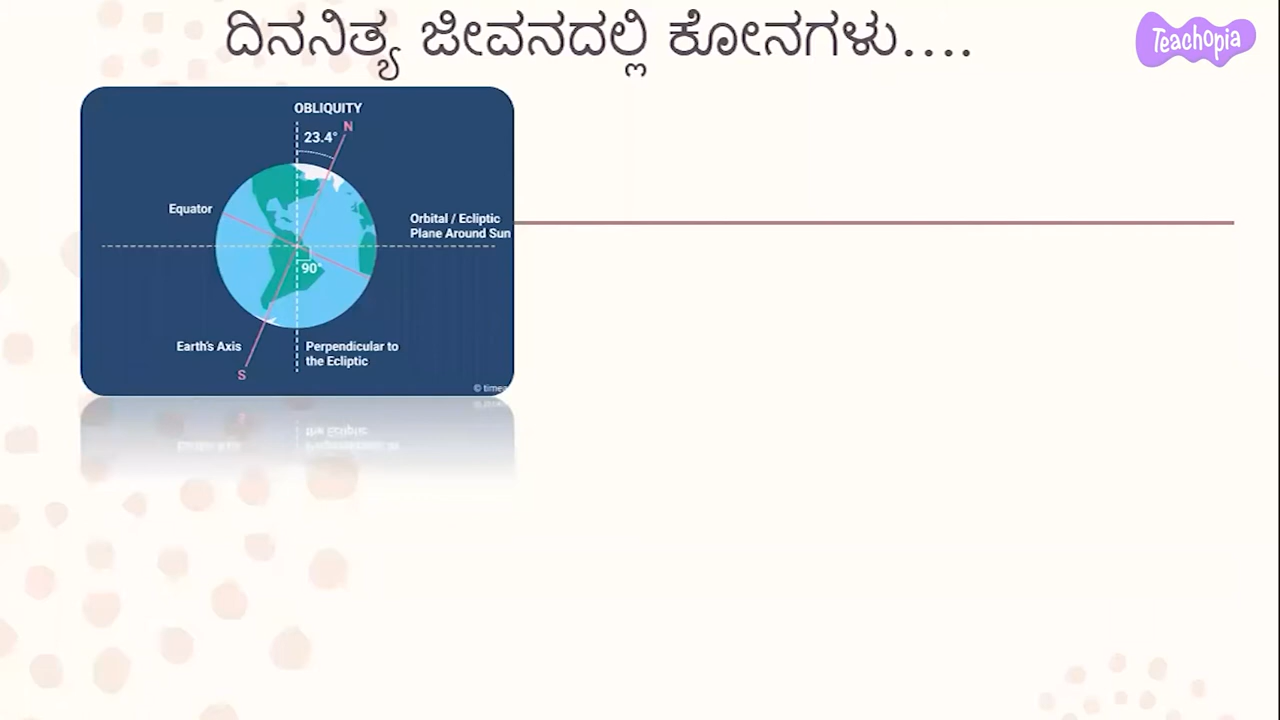 ದಿನನಿತ್ಯ ಜೀವನದಲ್ಲಿ ಕೋನಗಳು....
Teachopia
OBLIQUITY
23.4°
N
Equator
Orbital / Ecliptic
Plane Around Sun
90°
Earth's Axis
Perpendicular to
the Ecliptic
S